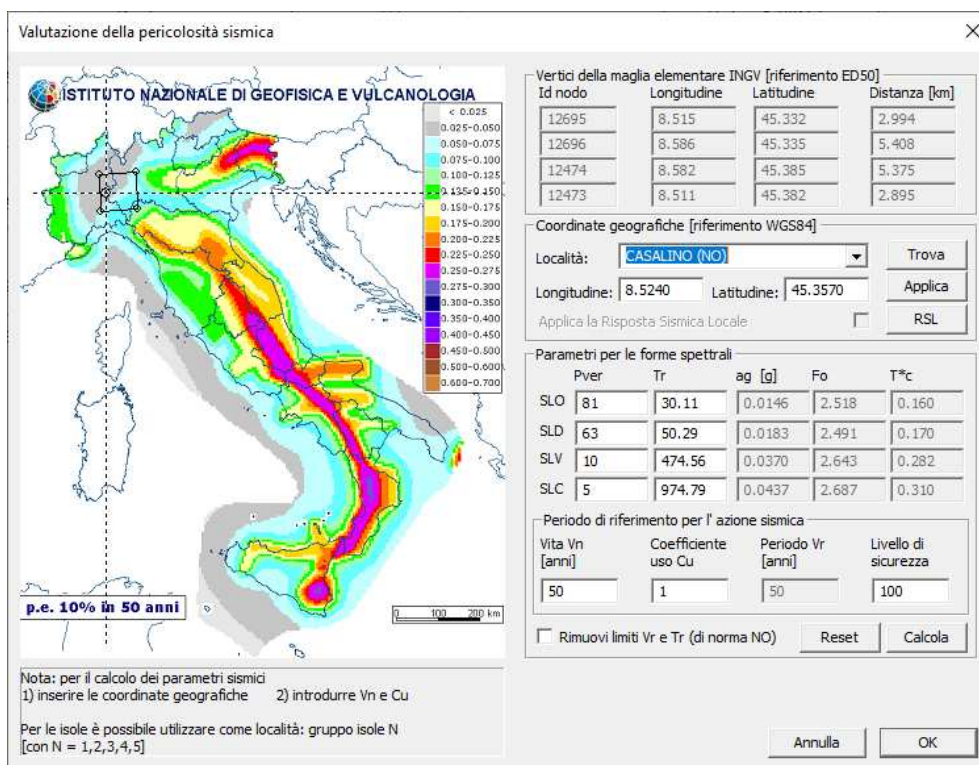 Valutazione della pericolosità sismica
ISTITUTO NAZIONALE DI GEOFISICA E VULCANOLOGIA
< 0.025
0.025-0.050
0.050-0.075
0.075-0.100
0.100-0.125
0.125-0.150
0.150-0.175
0.175-0.200
0.200-0.225
0.225-0.250
0.250-0.275
0.275-0.300
0.300-0.350
0.350-0.400
0.400-0.450
0.450-0.500
0.500-0.600
0.600-0.700
p.e. 10% in 50 anni
0 100 200 km
Nota: per il calcolo dei parametri sismici
1) inserire le coordinate geografiche 2) introdurre Vn e Cu
Per le isole è possibile utilizzare come località: gruppo isole N
[con N = 1,2,3,4,5]
Vertici della maglia elementare INGV [riferimento ED50]
Id nodo Longitudine Latitudine Distanza [km]
12695 8.515 45.332 2.994
12696 8.586 45.335 5.408
12474 8.582 45.385 5.375
12473 8.511 45.382 2.895
Coordinate geografiche [riferimento WGS84]
Località: CASALINO (NO) Trova
Longitudine: 8.5240 Latitudine: 45.3570 Applica
Applica la Risposta Sismica Locale RSL
Parametri per le forme spettrali
Pver Tr ag [g] Fo T*c
SLO 81 30.11 0.0146 2.518 0.160
SLD 63 50.29 0.0183 2.491 0.170
SLV 10 474.56 0.0370 2.643 0.282
SLC 5 974.79 0.0437 2.687 0.310
Periodo di riferimento per l' azione sismica
Vita Vn [anni] Coefficiente uso Cu Periodo Vr [anni] Livello di sicurezza
50 1 50 100
Rimuovi limiti Vr e Tr (di norma NO) Reset Calcola
Annulla OK